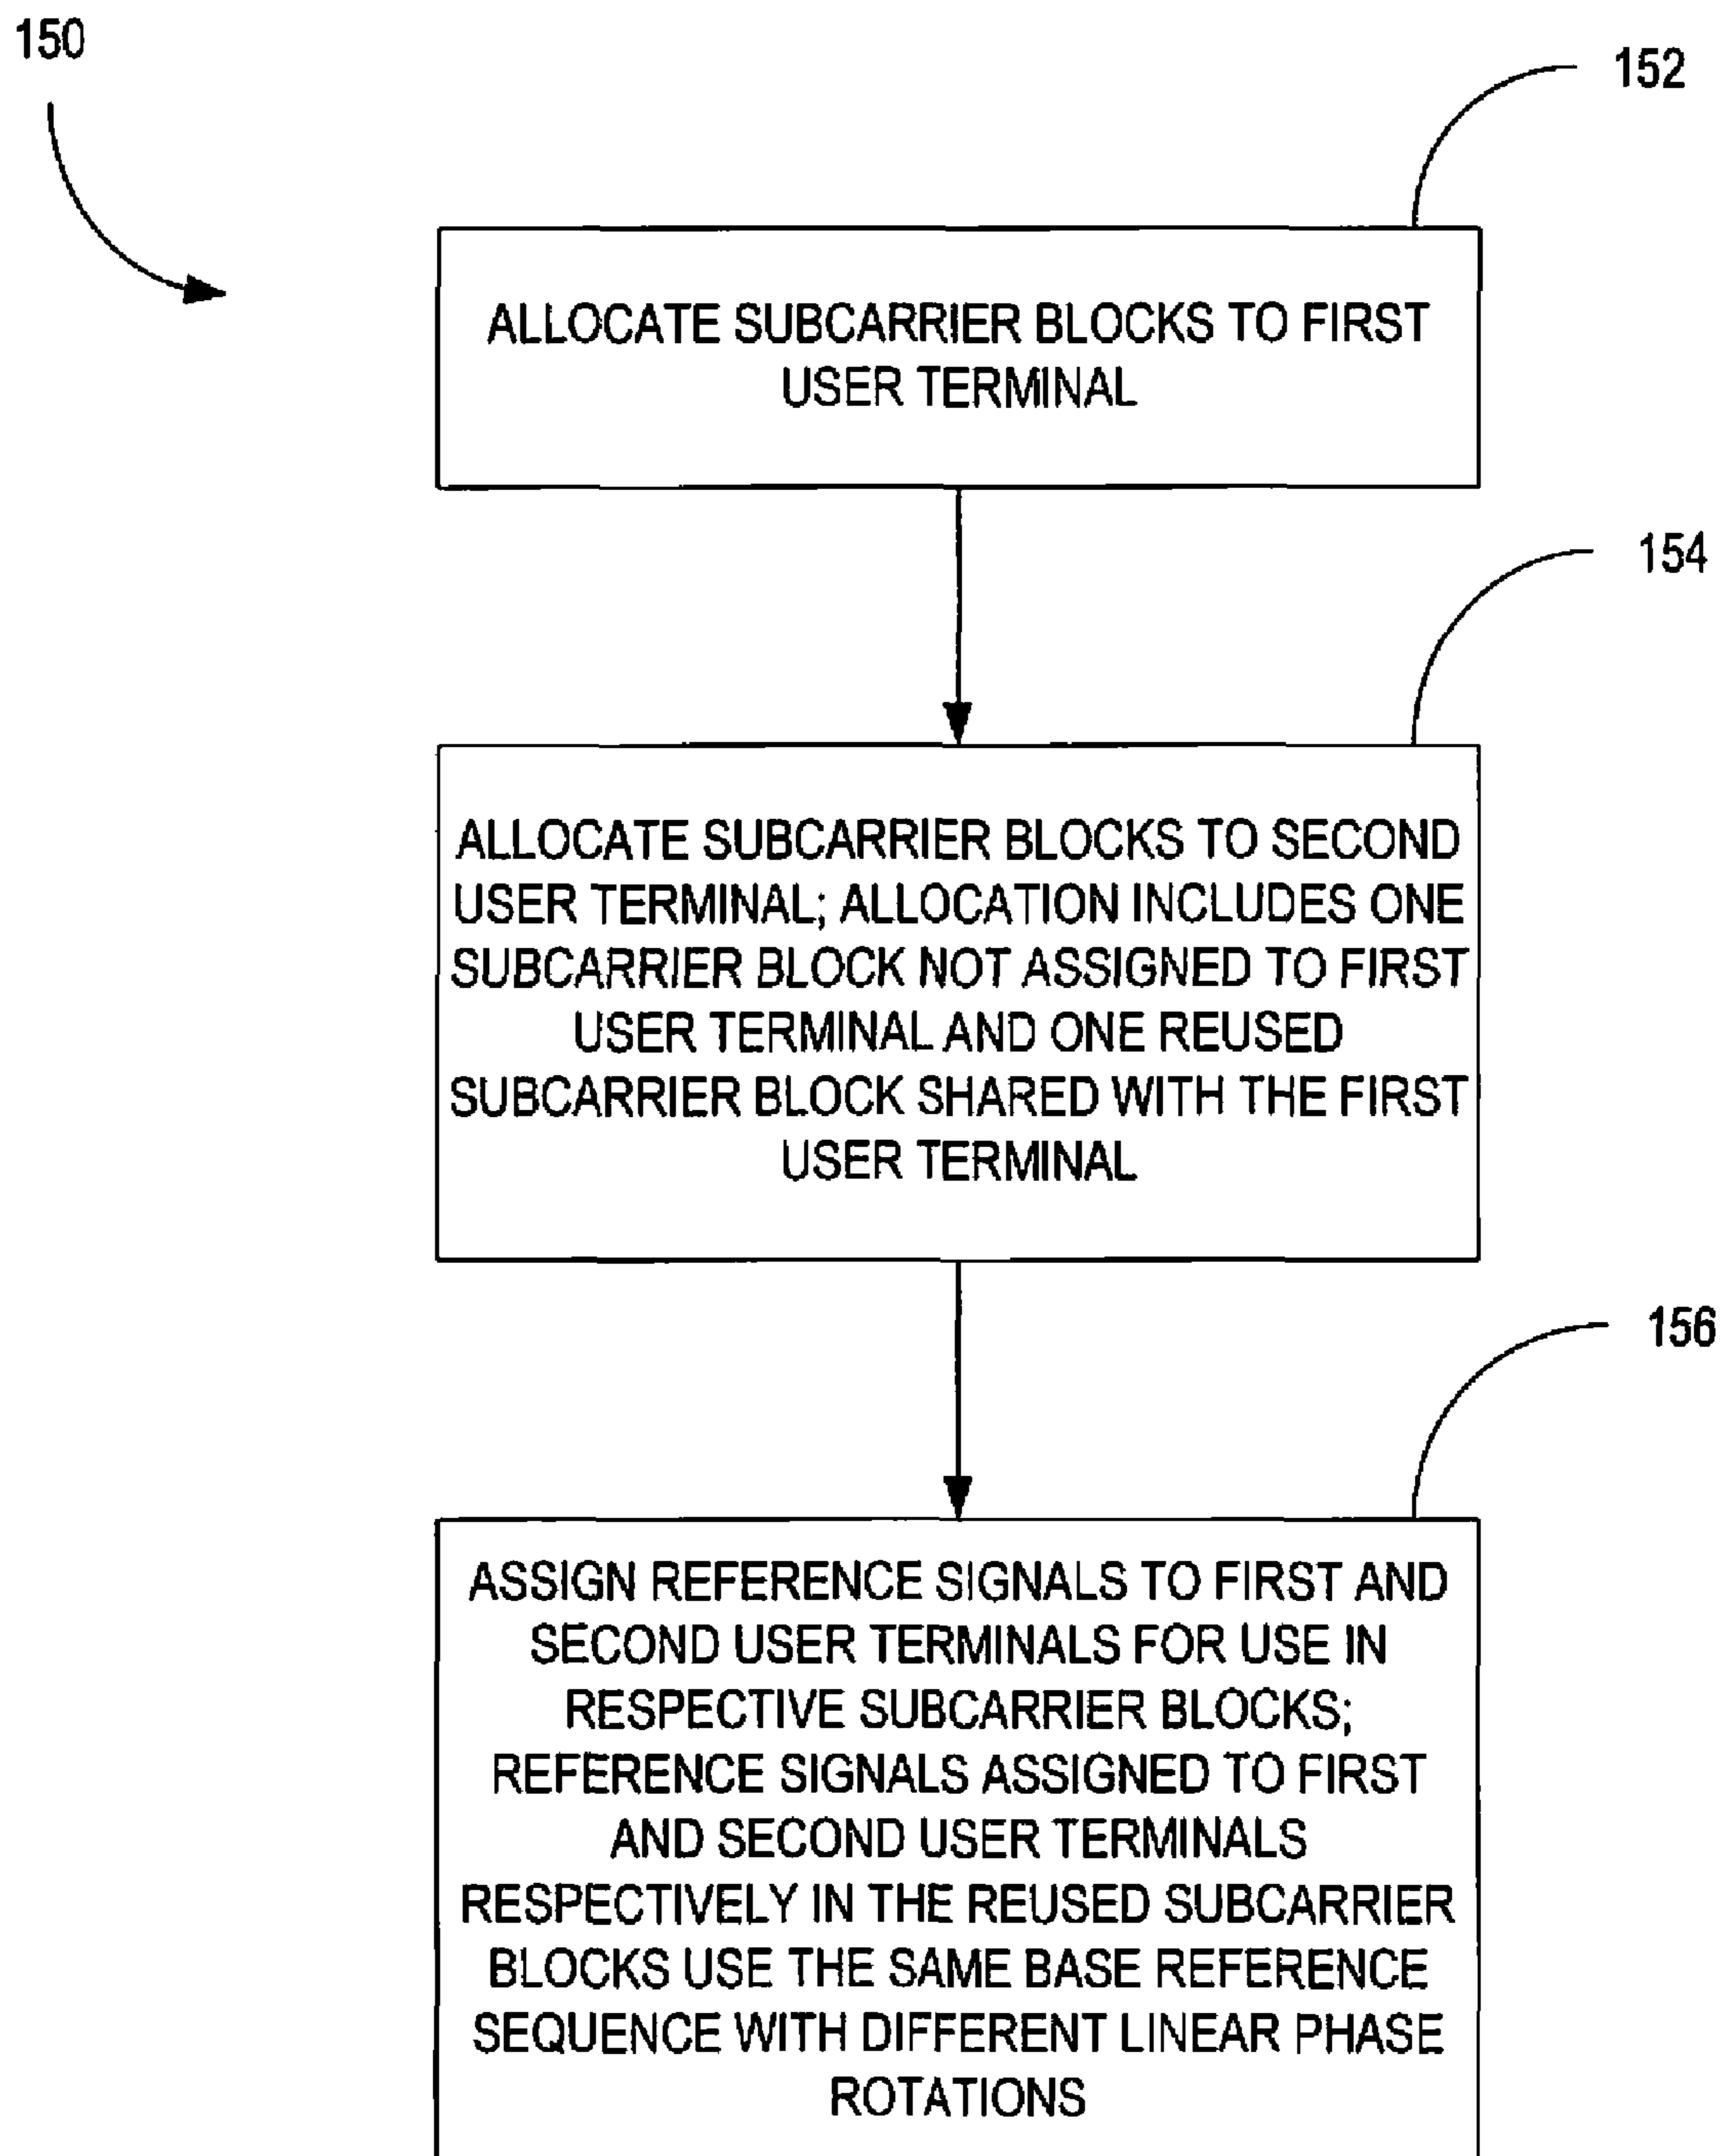 150
152
ALLOCATE SUBCARRIER BLOCKS TO FIRST
USER TERMINAL
154
ALLOCATE SUBCARRIER BLOCKS TO SECOND
USER TERMINAL; ALLOCATION INCLUDES ONE
SUBCARRIER BLOCK NOT ASSIGNED TO FIRST
USER TERMINAL AND ONE REUSED
SUBCARRIER BLOCK SHARED WITH THE FIRST
USER TERMINAL
156
ASSIGN REFERENCE SIGNALS TO FIRST AND
SECOND USER TERMINALS FOR USE IN
RESPECTIVE SUBCARRIER BLOCKS;
REFERENCE SIGNALS ASSIGNED TO FIRST
AND SECOND USER TERMINALS
RESPECTIVELY IN THE REUSED SUBCARRIER
BLOCKS USE THE SAME BASE REFERENCE
SEQUENCE WITH DIFFERENT LINEAR PHASE
ROTATIONS